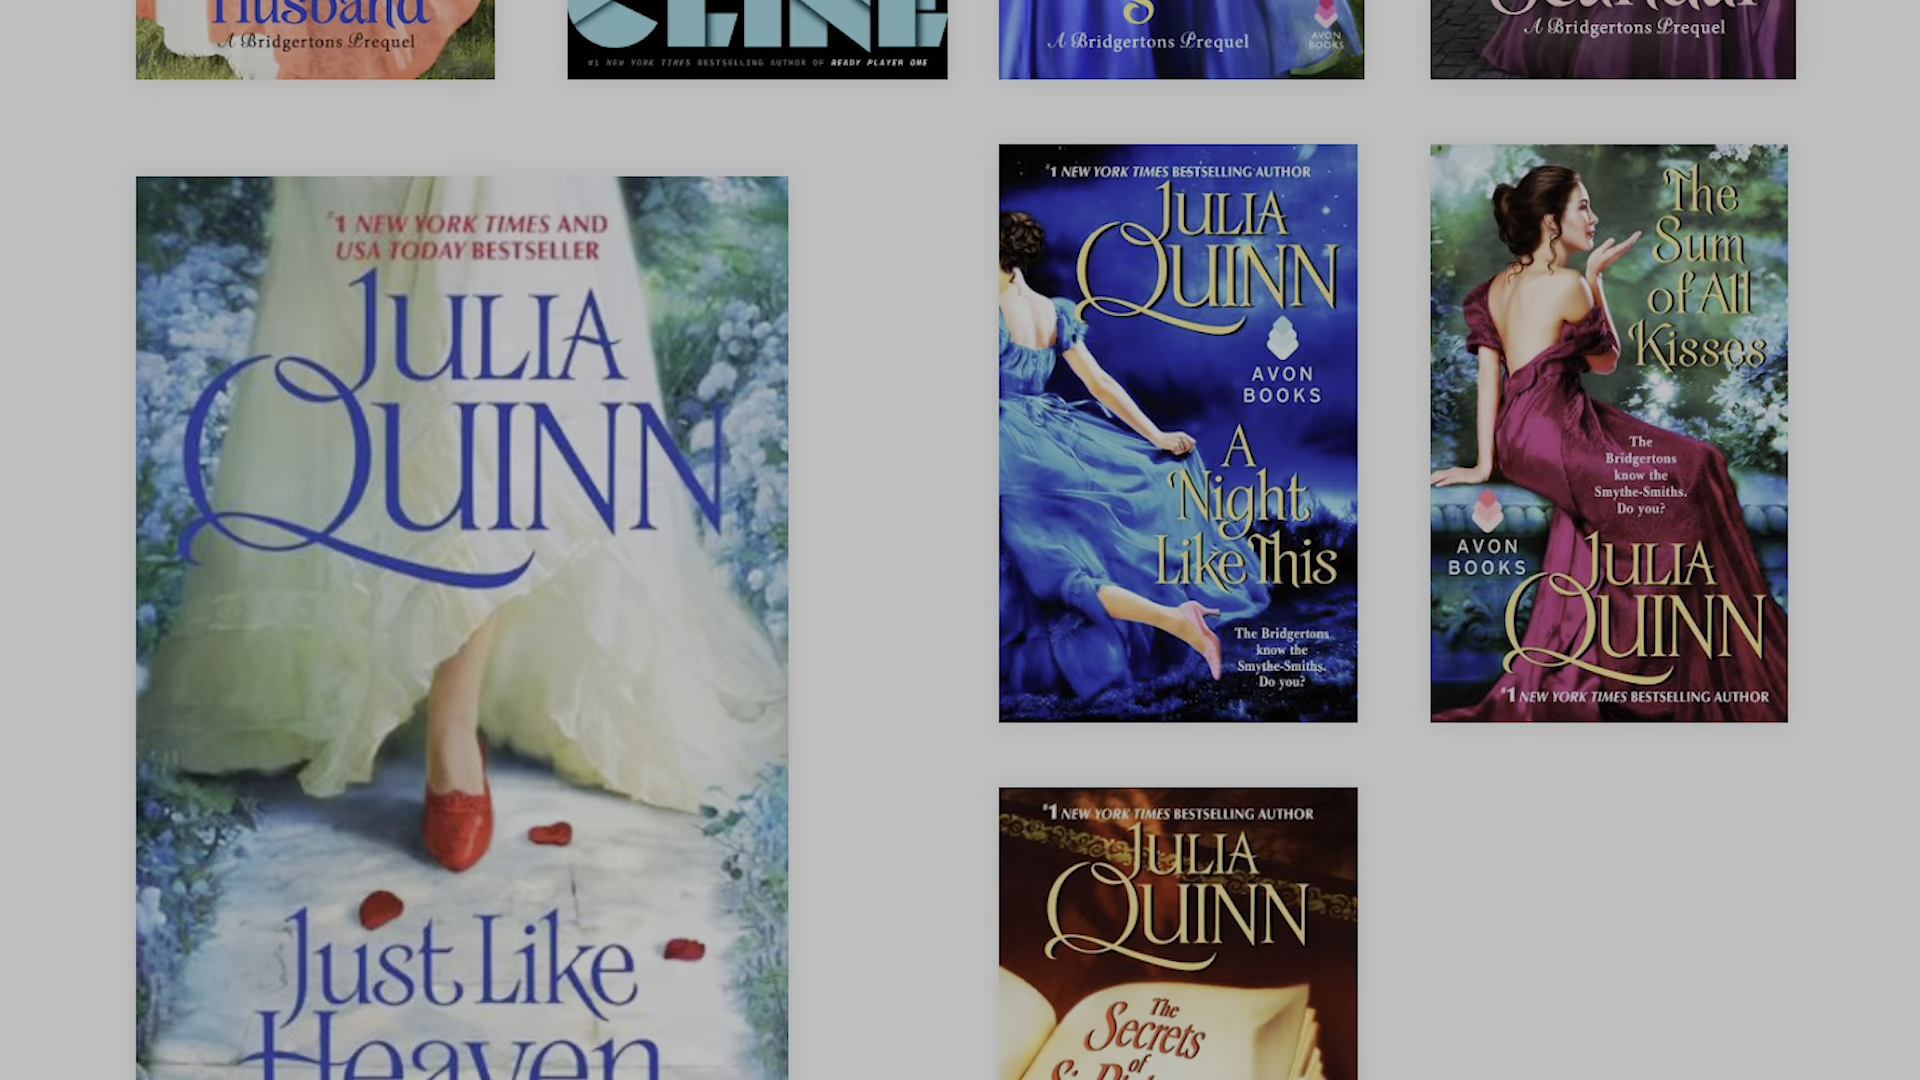 Husband
A Bridgertons Prequel
CLINE
#1 NEW YORK TIMES BESTSELLING AUTHOR OF READY PLAYER ONE
A Bridgertons Prequel
AVON
BOOKS
A Bridgertons Prequel
#1 NEW YORK TIMES AND
USA TODAY BESTSELLER
JULIA
QUINN
Just Like
Heaven
#1 NEW YORK TIMES BESTSELLING AUTHOR
JULIA
QUINN
AVON
BOOKS
A
Night
Like This
The Bridgertons
know the
Smythe-Smiths.
Do you?
The
Sum
of All
Kisses
The
Bridgertons
know the
Smythe-Smiths.
Do you?
AVON
BOOKS
JULIA
QUINN
#1 NEW YORK TIMES BESTSELLING AUTHOR
#1 NEW YORK TIMES BESTSELLING AUTHOR
JULIA
QUINN
The
Secrets
of